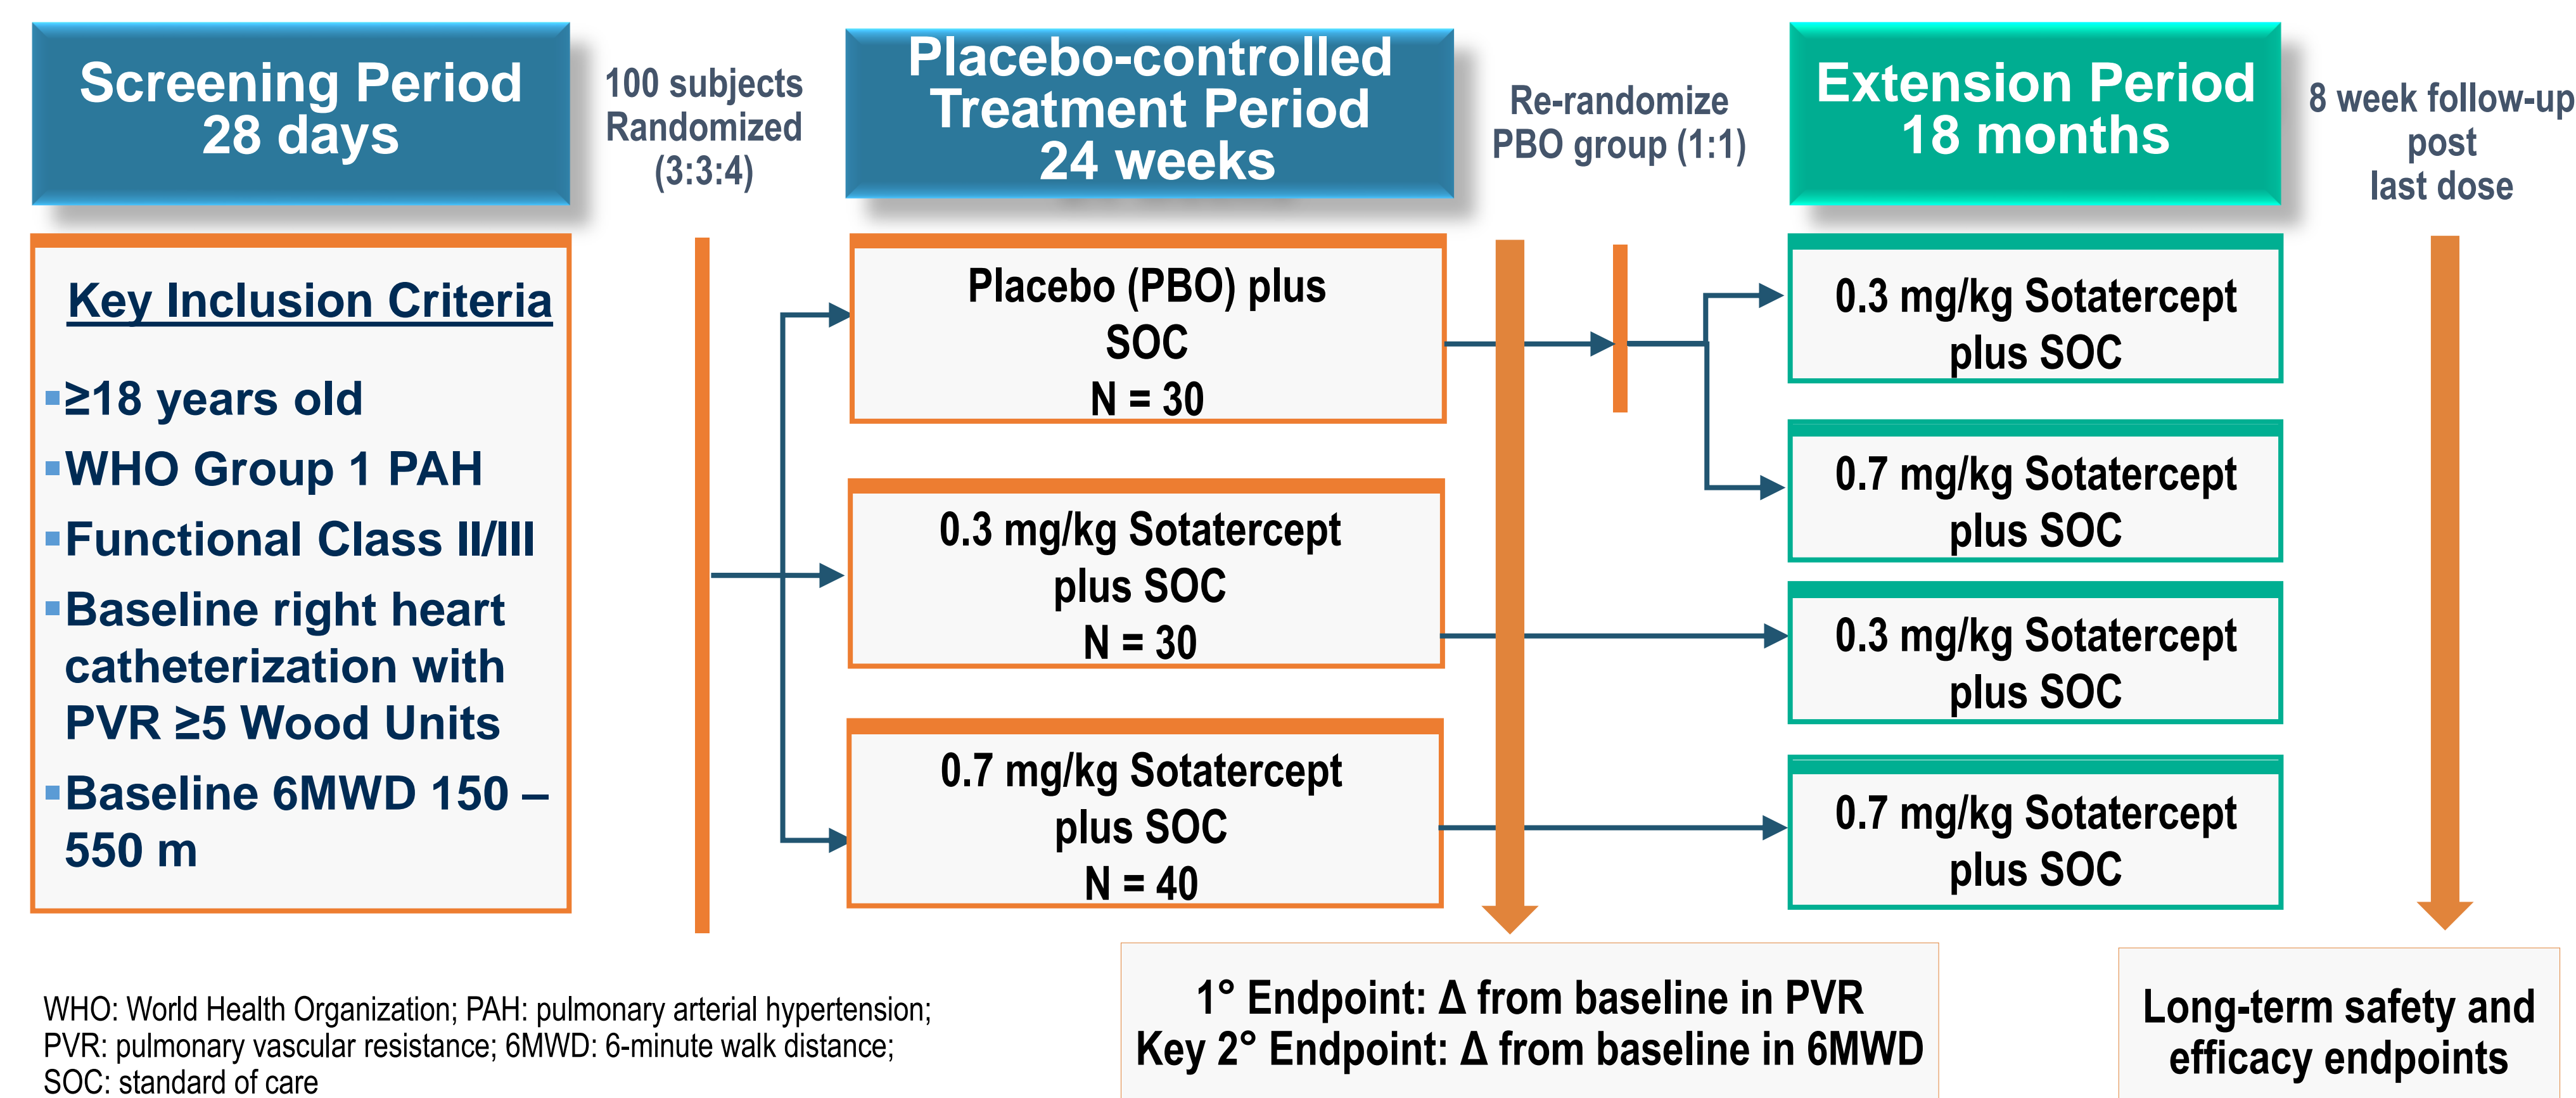 Screening Period
28 days
100 subjects
Randomized
(3:3:4)
Placebo-controlled
Treatment Period
24 weeks
Re-randomize
PBO group (1:1)
Extension Period
18 months
8 week follow-up
post
last dose
Key Inclusion Criteria
≥18 years old
WHO Group 1 PAH
Functional Class II/III
Baseline right heart
catheterization with
PVR ≥5 Wood Units
Baseline 6MWD 150 –
550 m
Placebo (PBO) plus
SOC
N = 30
0.3 mg/kg Sotatercept
plus SOC
N = 30
0.7 mg/kg Sotatercept
plus SOC
N = 40
0.3 mg/kg Sotatercept
plus SOC
0.7 mg/kg Sotatercept
plus SOC
0.3 mg/kg Sotatercept
plus SOC
0.7 mg/kg Sotatercept
plus SOC
WHO: World Health Organization; PAH: pulmonary arterial hypertension;
PVR: pulmonary vascular resistance; 6MWD: 6-minute walk distance;
SOC: standard of care
1° Endpoint: Δ from baseline in PVR
Key 2° Endpoint: Δ from baseline in 6MWD
Long-term safety and
efficacy endpoints